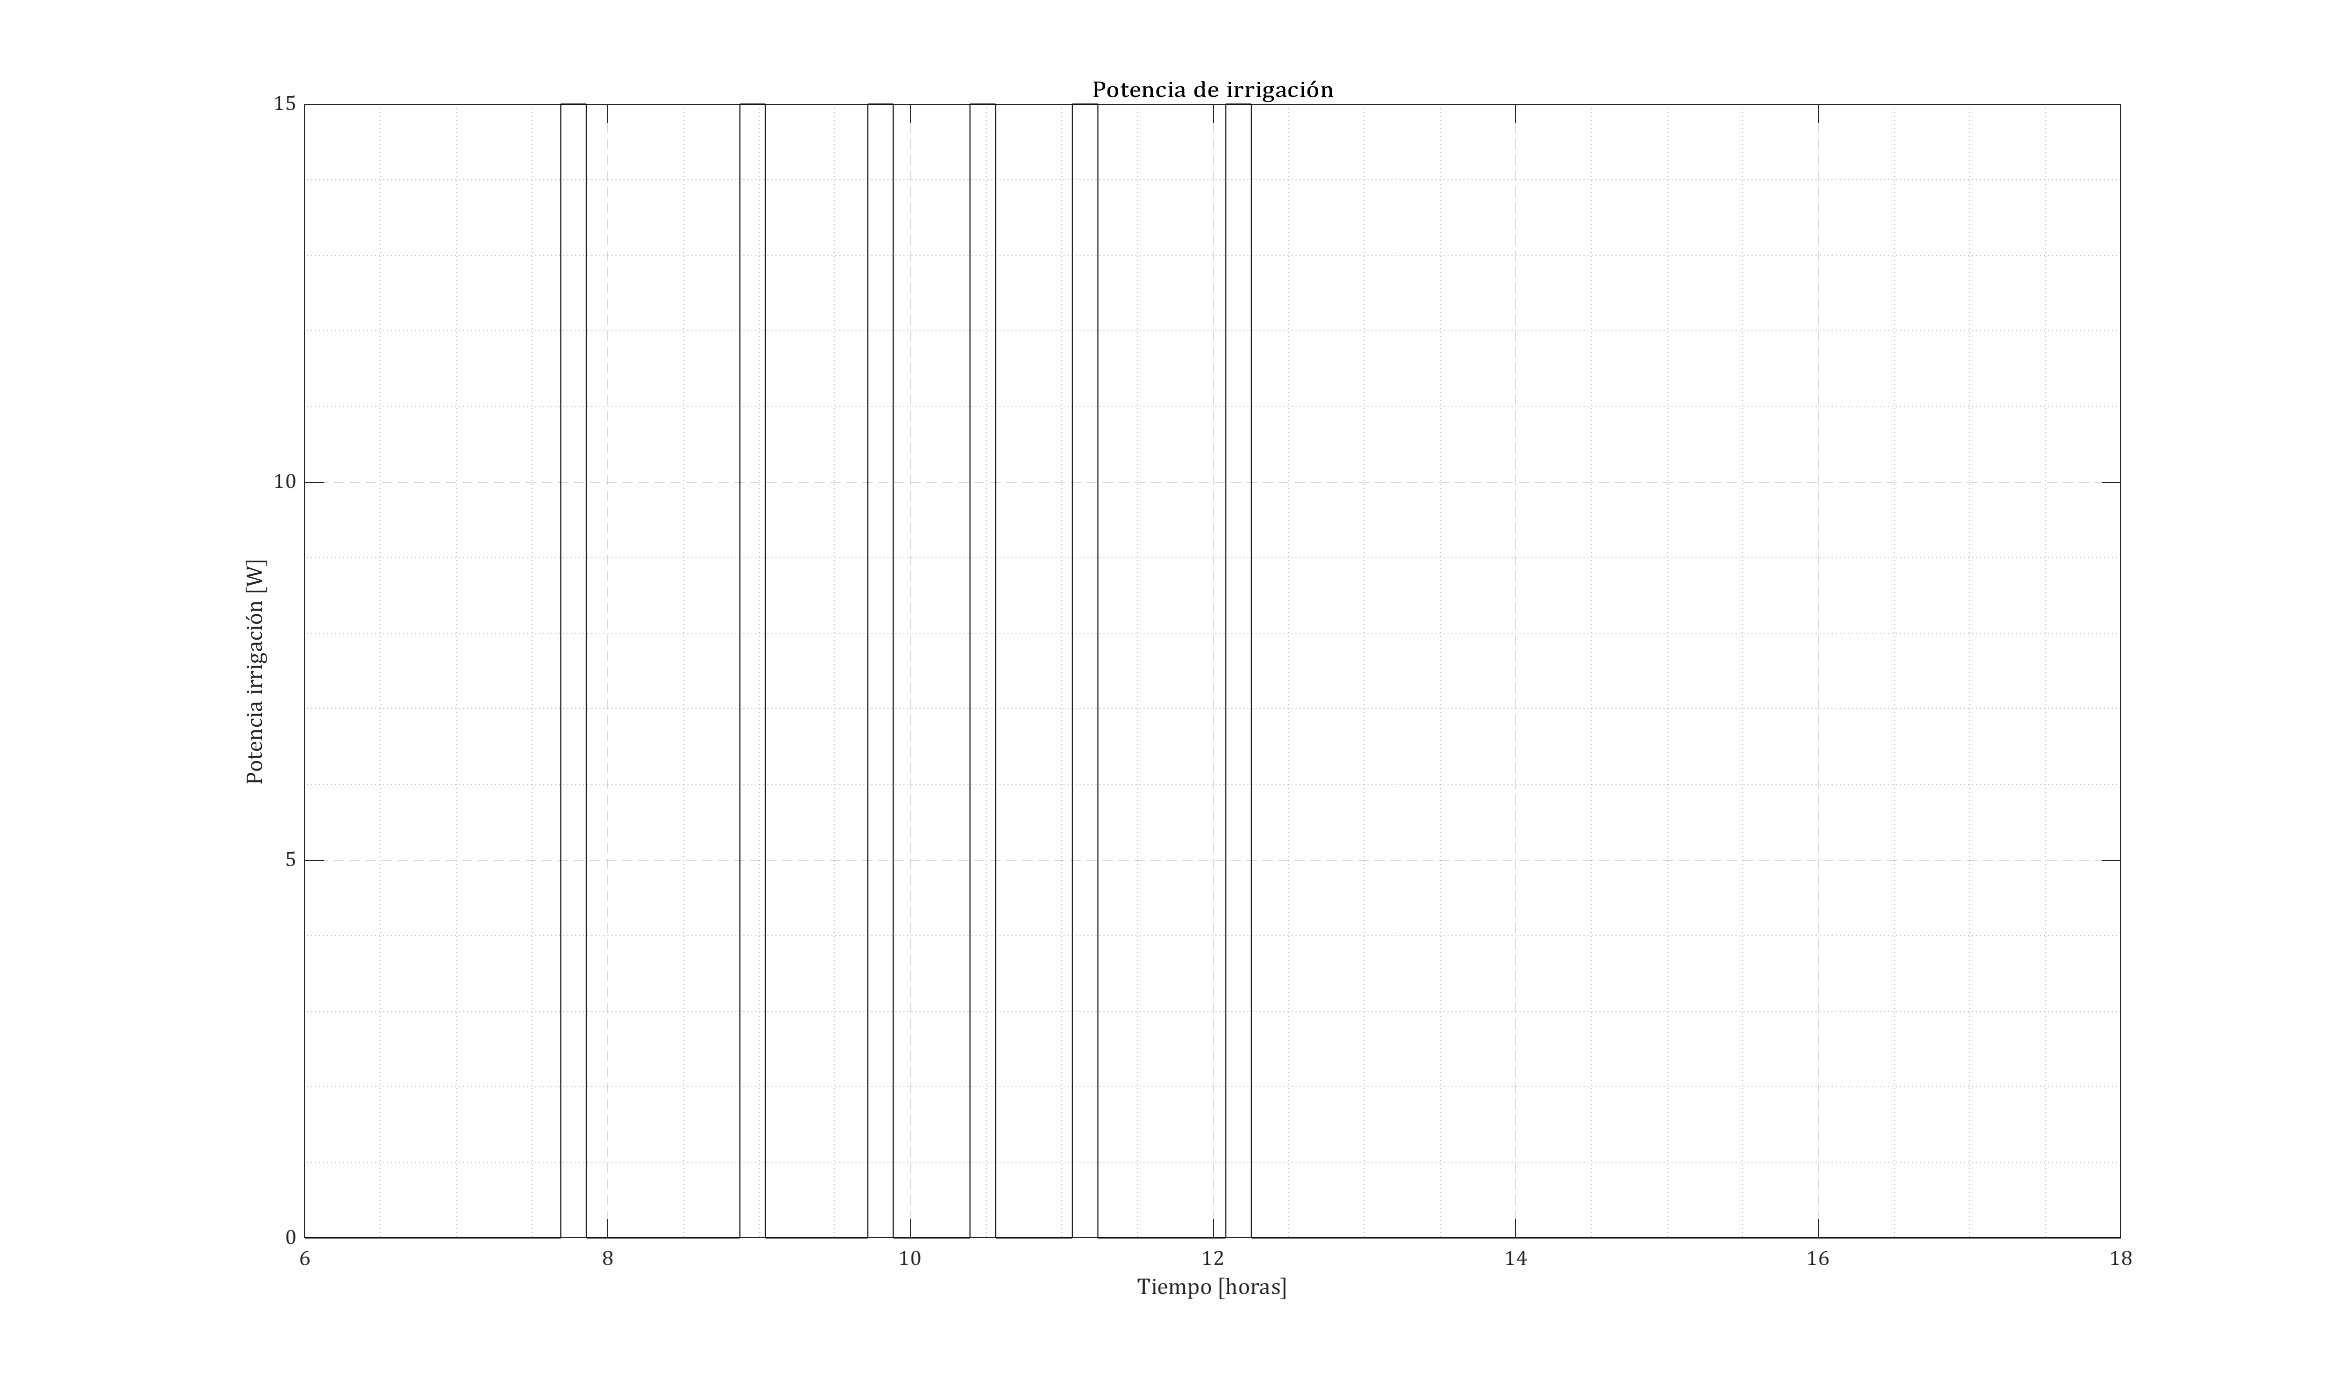 Potencia de irrigación
15
10
5
0
Potencia irrigación [W]
6 8 10 12 14 16 18
Tiempo [horas]